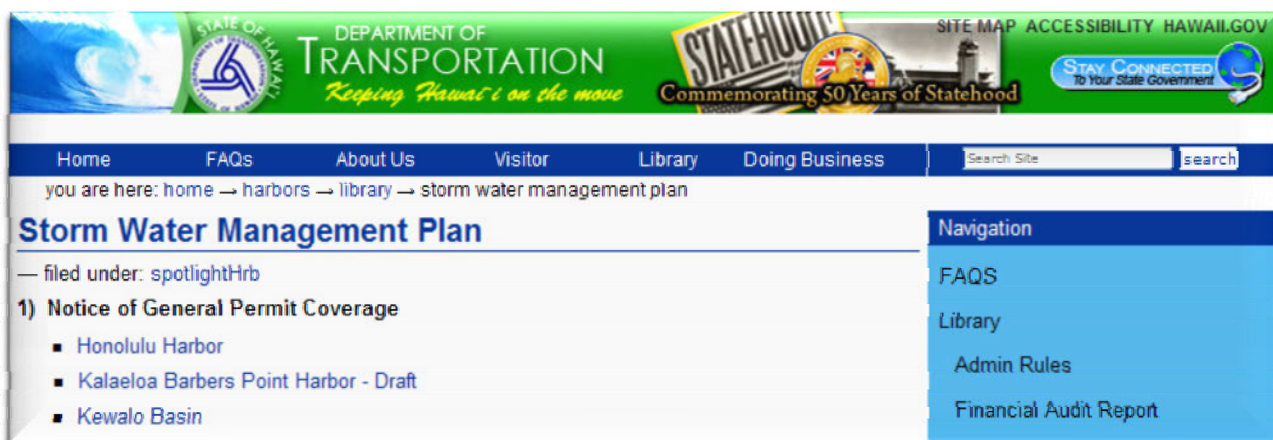 STATE OF HAWAII
DEPARTMENT OF TRANSPORTATION
DEPARTMENT OF
TRANSPORTATION
Keeping Hawai`i on the move
STATEHOOD
Commemorating 50 Years of Statehood
SITE MAP ACCESSIBILITY HAWAII.GOV
STAY CONNECTED
To Your State Government
Home FAQs About Us Visitor Library Doing Business Search Site search
you are here: home → harbors → library → storm water management plan
Storm Water Management Plan
— filed under: spotlightHrb
1) Notice of General Permit Coverage
■ Honolulu Harbor
■ Kalaeloa Barbers Point Harbor - Draft
■ Kewalo Basin
Navigation
FAQS
Library
Admin Rules
Financial Audit Report